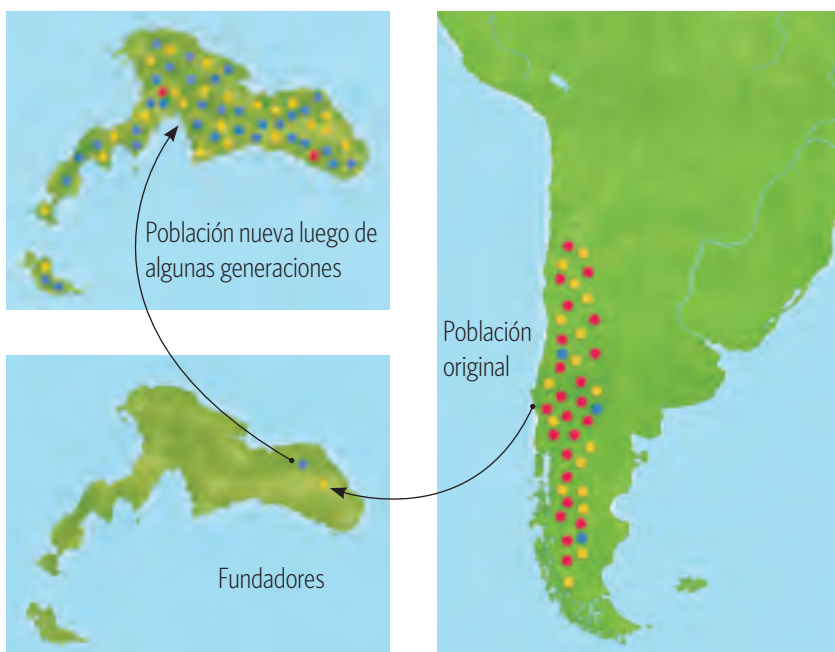 Población nueva luego de
algunas generaciones
Población
original
Fundadores